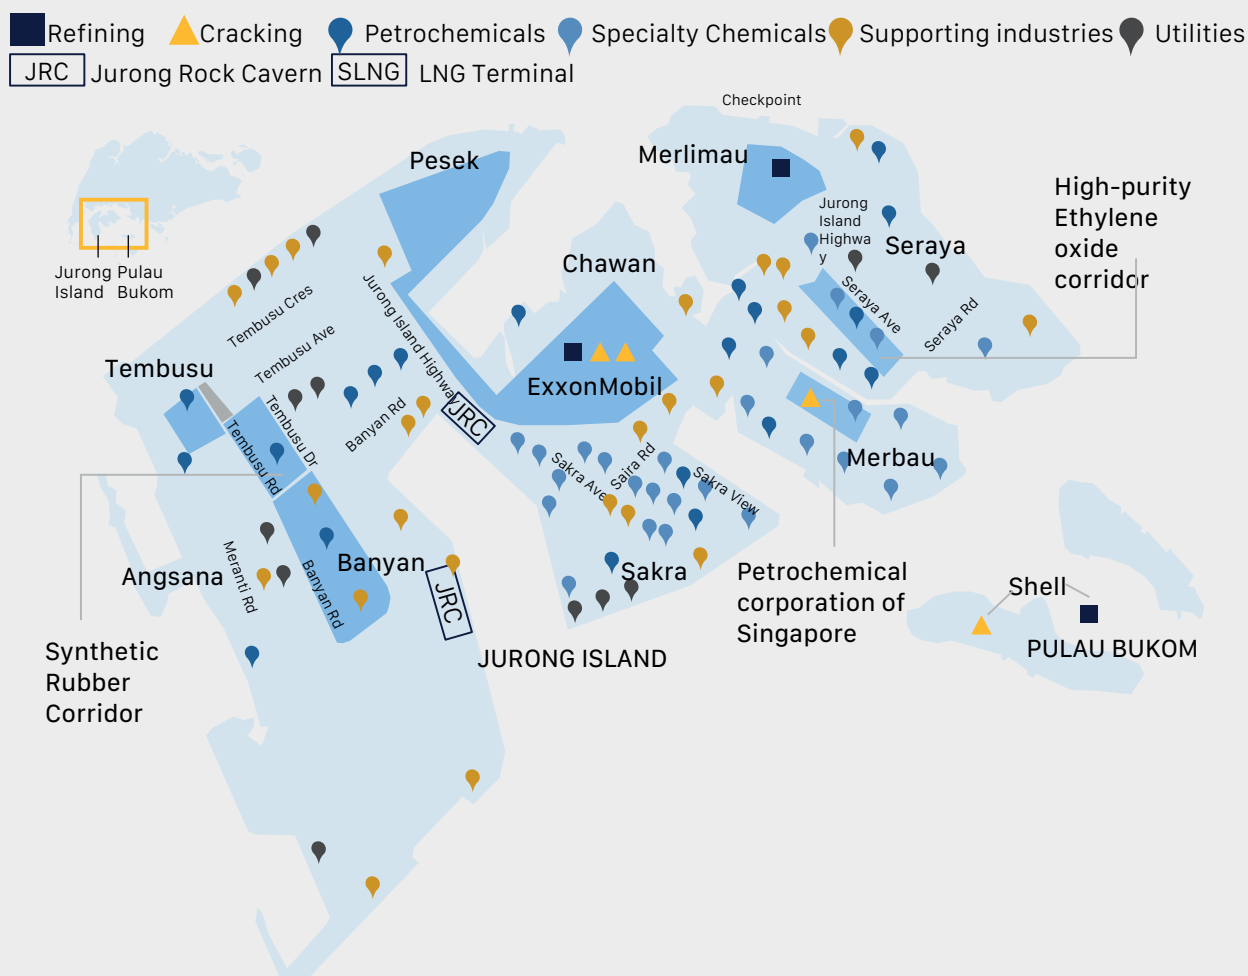 Refining
Cracking
Petrochemicals
Specialty Chemicals
Supporting industries
Utilities
JRC
Jurong Rock Cavern
SLNG
LNG Terminal
Checkpoint
Pesek
Merlimau
High-purity
Ethylene
oxide
corridor
Jurong
Island
Highwa
y
Seraya
Chawan
Jurong
Island
Pulau
Bukom
Tembusu Cres
Jurong Island Highway
Seraya Ave
Seraya Rd
Tembusu Ave
Tembusu
ExxonMobil
JRC
Banyan Rd
Tembusu Dr
Tembusu Rd
Sakra Ave
Saira Rd
Sakra View
Merbau
Meranti Rd
Angsana
Banyan
Banyan Rd
JRC
Sakra
Petrochemical
corporation of
Singapore
Shell
PULAU BUKOM
JURONG ISLAND
Synthetic
Rubber
Corridor